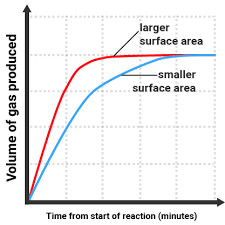 larger
surface area
smaller
surface area
Volume of gas produced
Time from start of reaction (minutes)